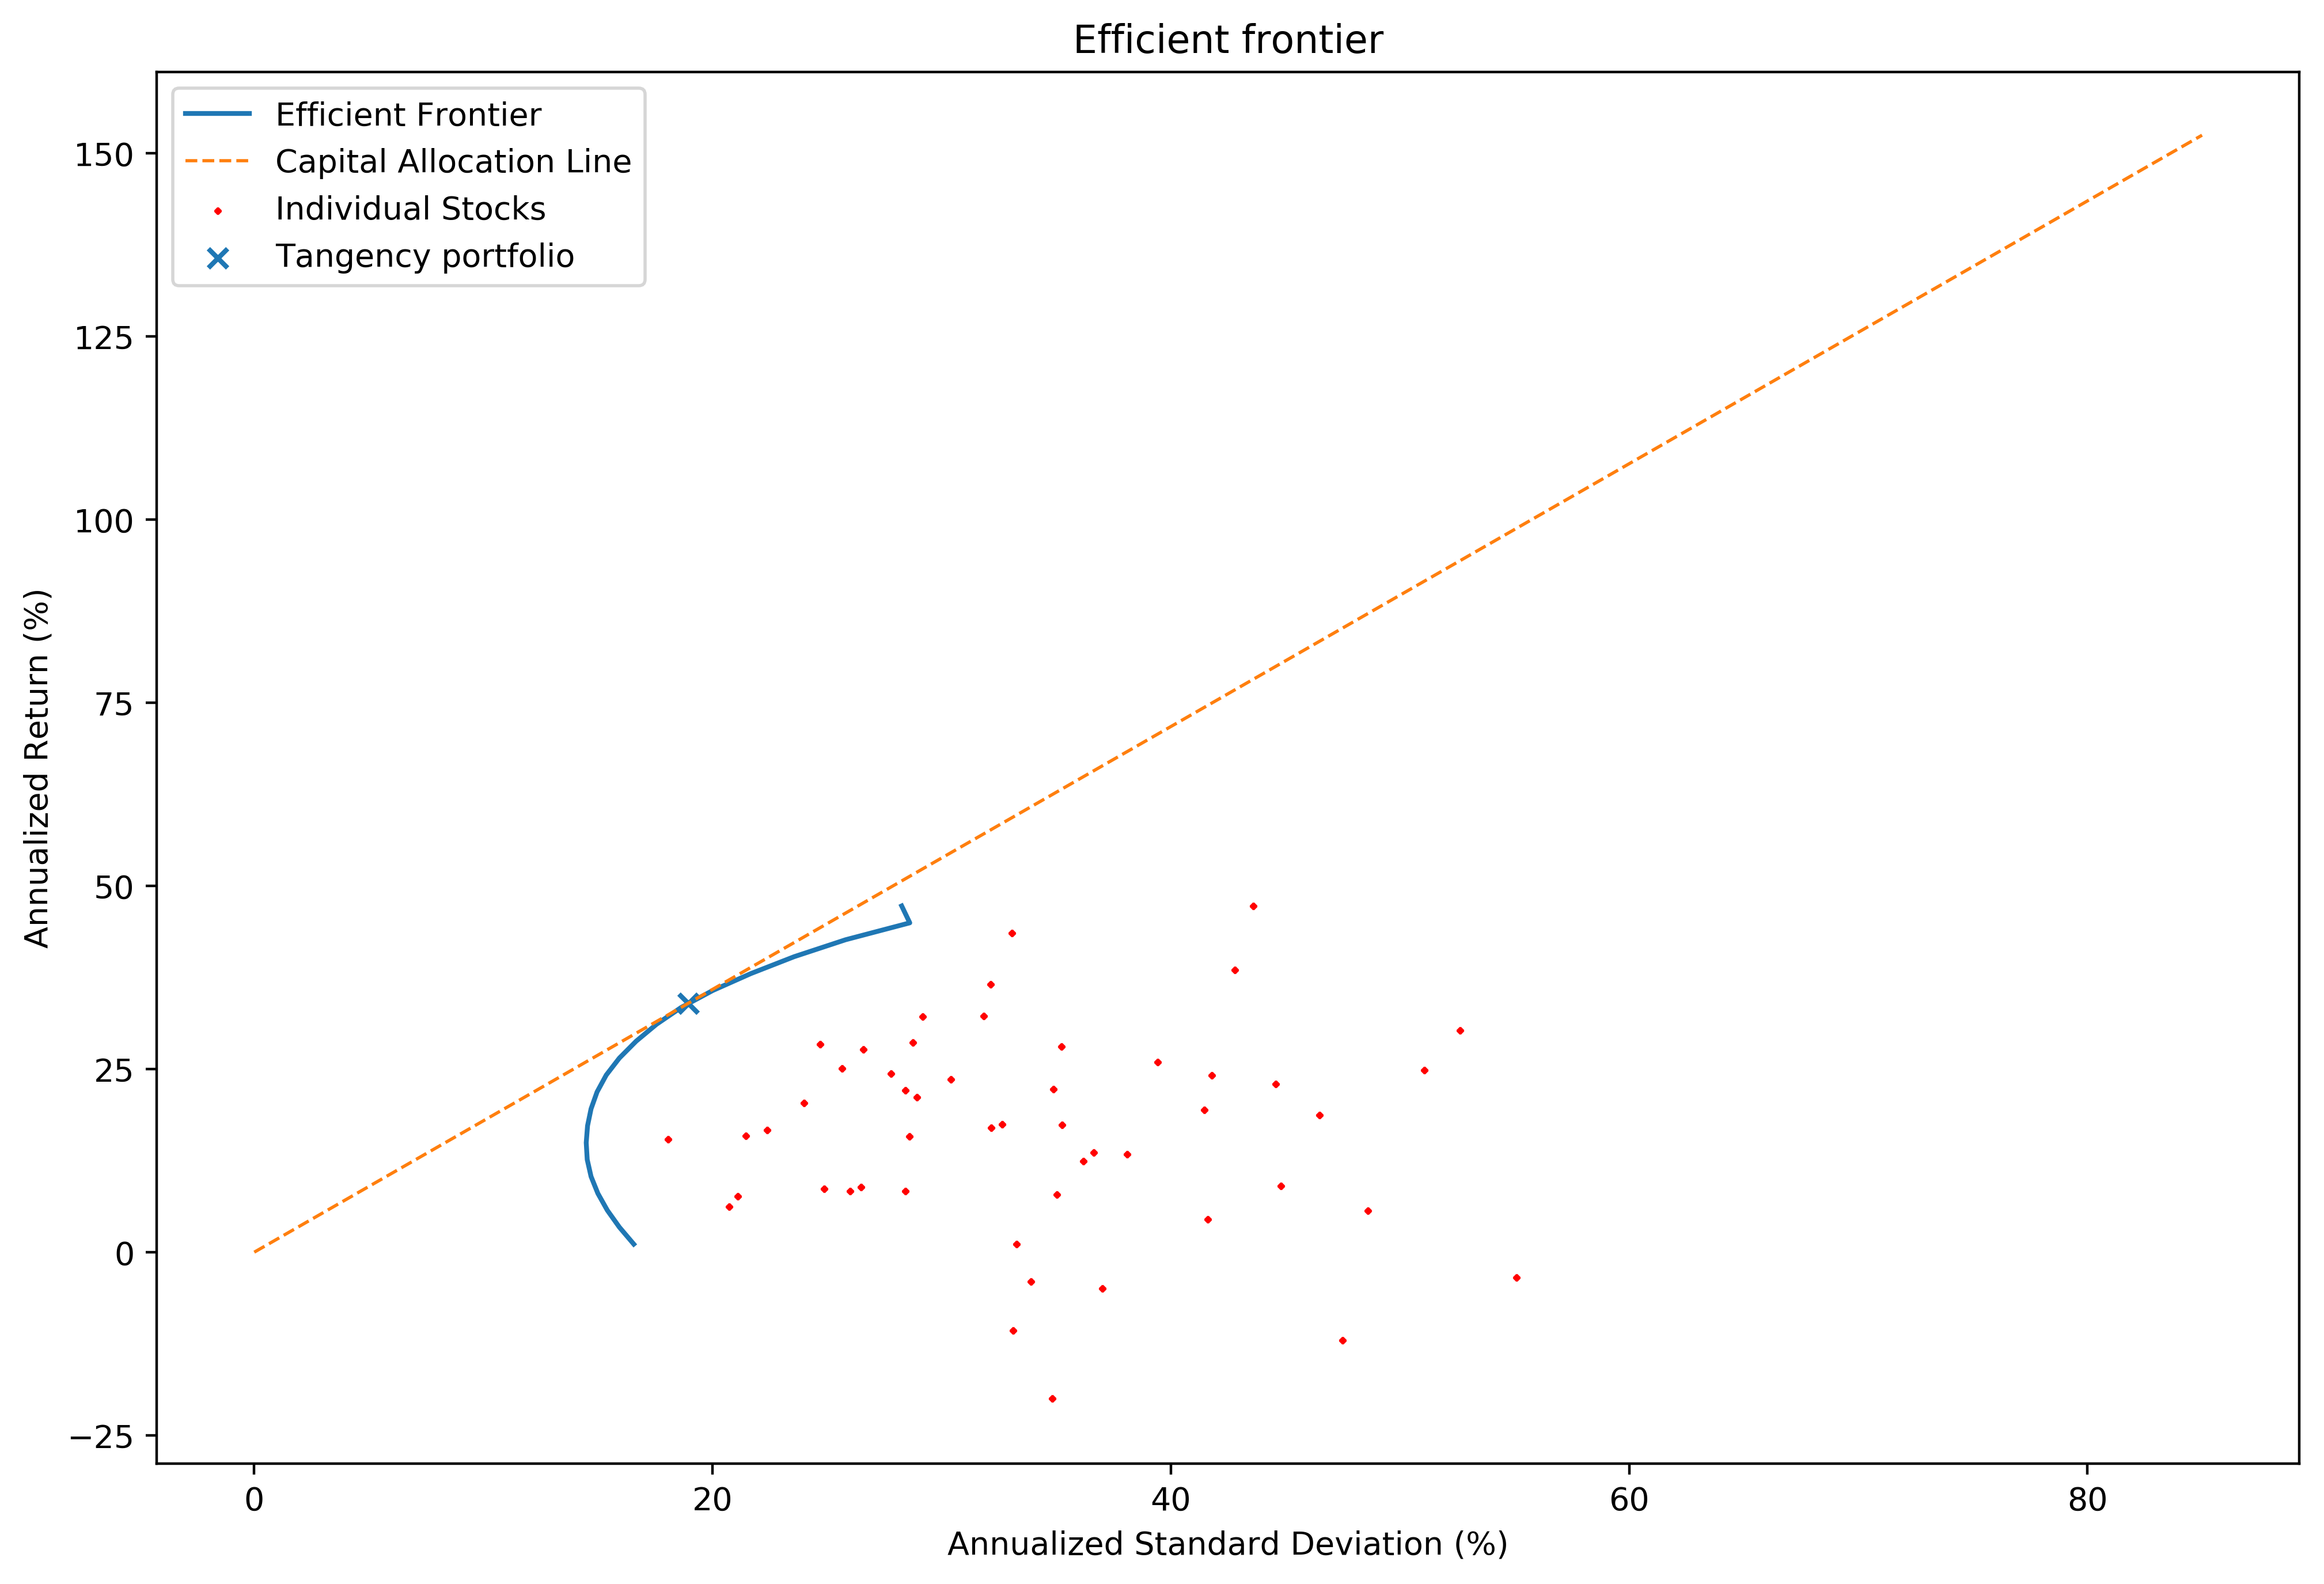 Efficient frontier
Efficient Frontier
Capital Allocation Line
Individual Stocks
Tangency portfolio
150
125
100
75
50
25
0
−25
Annualized Return (%)
0 20 40 60 80
Annualized Standard Deviation (%)